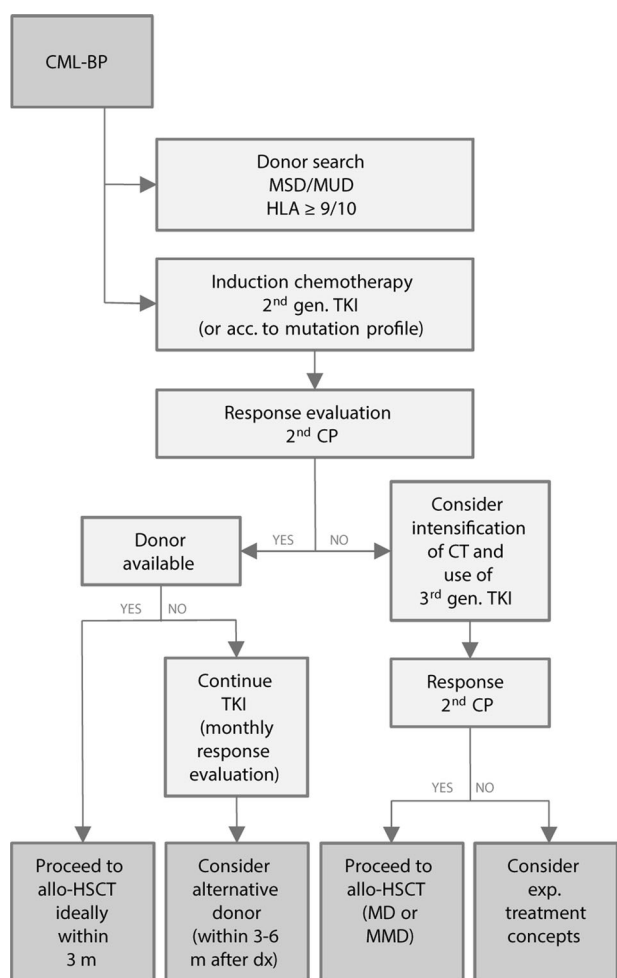 CML-BP
Donor search
MSD/MUD
HLA ≥ 9/10
Induction chemotherapy
2nd gen. TKI
(or acc. to mutation profile)
Response evaluation
2nd CP
YES NO
Donor
available
Consider
intensification
of CT and
use of
3rd gen. TKI
YES NO
Continue
TKI
(monthly
response
evaluation)
Response
2nd CP
YES NO
Proceed to
allo-HSCT
ideally
within
3 m
Consider
alternative
donor
(within 3-6
m after dx)
Proceed to
allo-HSCT
(MD or
MMD)
Consider
exp.
treatment
concepts